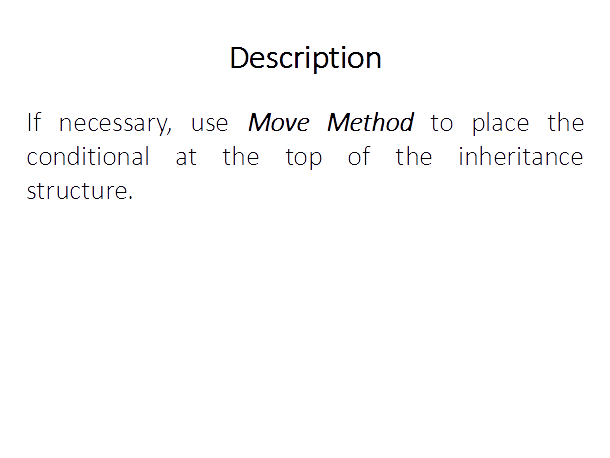 Description
If necessary, use Move Method to place the
conditional at the top of the inheritance
structure.